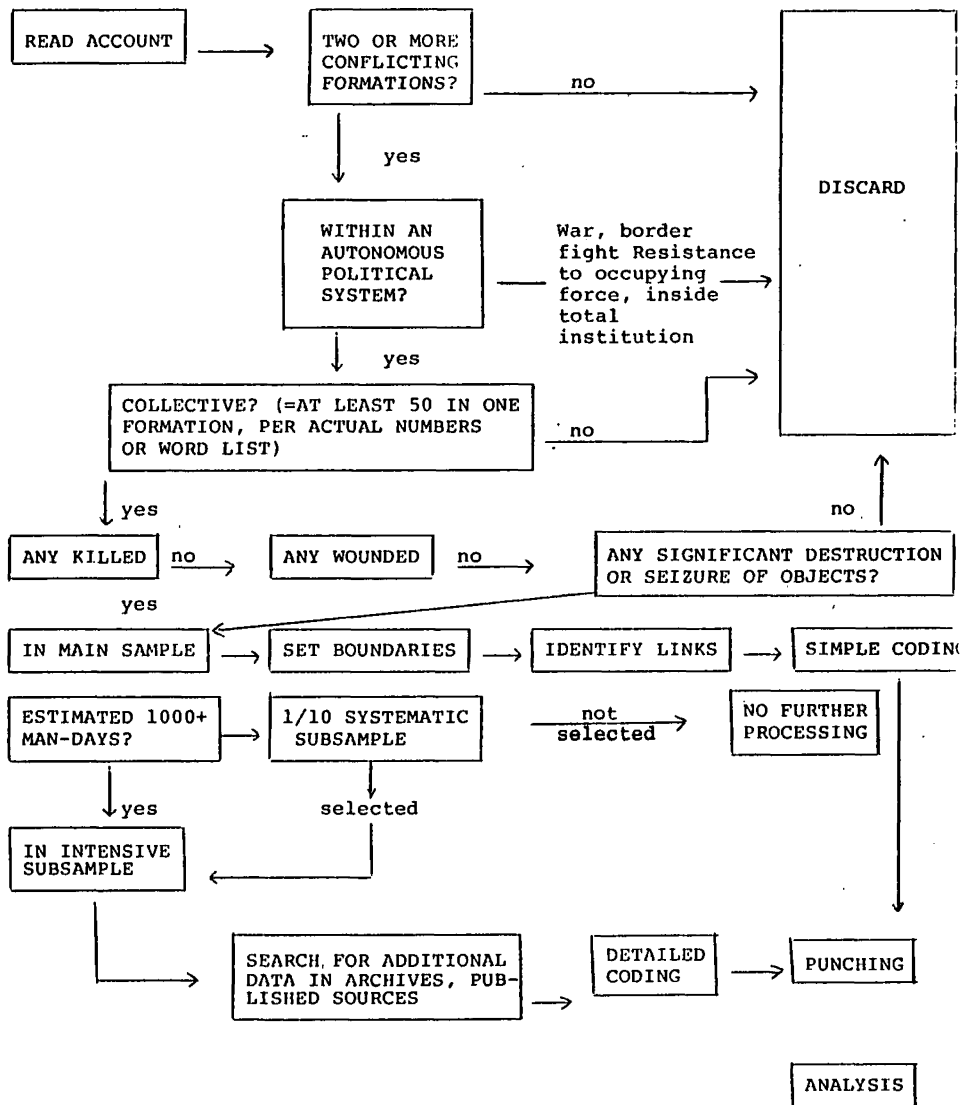 READ ACCOUNT
TWO OR MORE
CONFLICTING
FORMATIONS?
no
yes
DISCARD
WITHIN AN
AUTONOMOUS
POLITICAL
SYSTEM?
War, border
fight Resistance
to occupying
force, inside
total
institution
yes
COLLECTIVE? (=AT LEAST 50 IN ONE
FORMATION, PER ACTUAL NUMBERS
OR WORD LIST)
no
yes
no
ANY KILLED
no
ANY WOUNDED
no
ANY SIGNIFICANT DESTRUCTION
OR SEIZURE OF OBJECTS?
yes
IN MAIN SAMPLE
SET BOUNDARIES
IDENTIFY LINKS
SIMPLE CODING
ESTIMATED 1000+
MAN-DAYS?
1/10 SYSTEMATIC
SUBSAMPLE
not
selected
NO FURTHER
PROCESSING
yes
selected
IN INTENSIVE
SUBSAMPLE
SEARCH FOR ADDITIONAL
DATA IN ARCHIVES, PUB-
LISHED SOURCES
DETAILED
CODING
PUNCHING
ANALYSIS